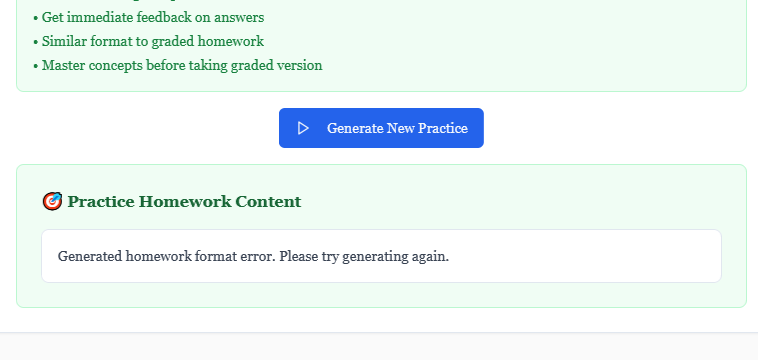 • Get immediate feedback on answers
• Similar format to graded homework
• Master concepts before taking graded version
Generate New Practice
🎯 Practice Homework Content
Generated homework format error. Please try generating again.